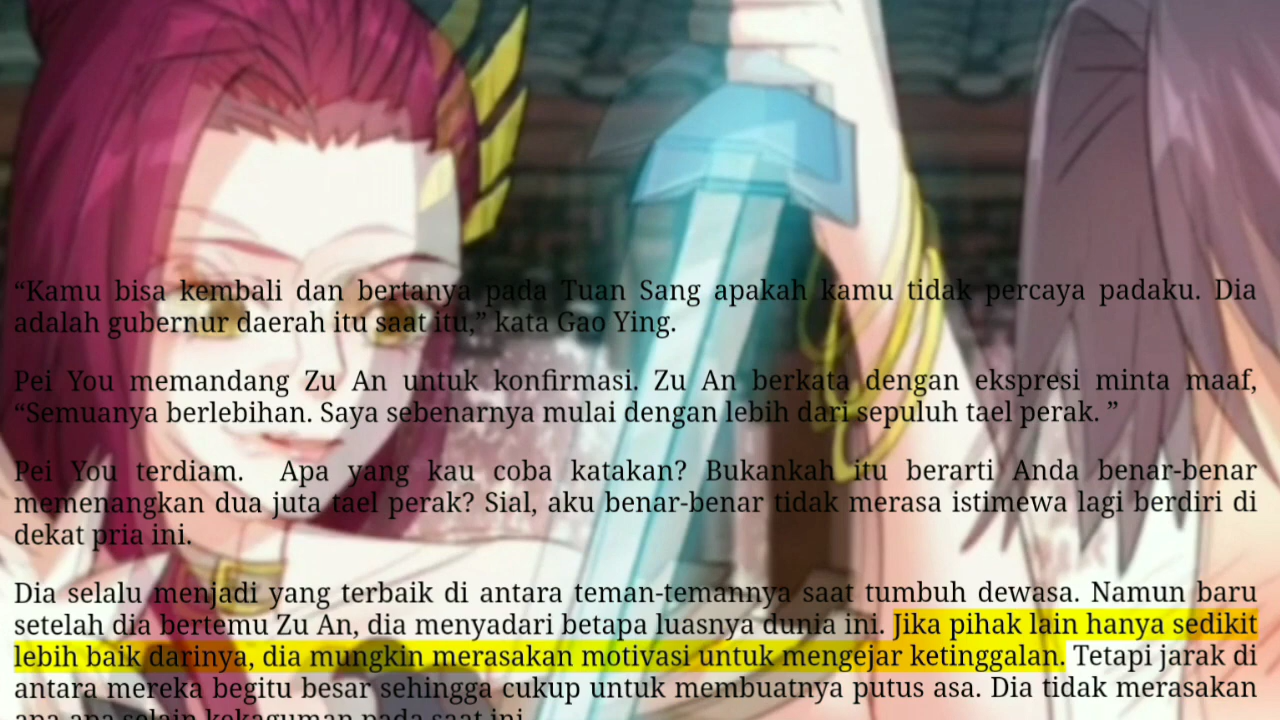 “Kamu bisa kembali dan bertanya pada Tuan Sang apakah kamu tidak percaya padaku. Dia
adalah gubernur daerah itu saat itu,” kata Gao Ying.
Pei You memandang Zu An untuk konfirmasi. Zu An berkata dengan ekspresi minta maaf,
“Semuanya berlebihan. Saya sebenarnya mulai dengan lebih dari sepuluh tael perak. ”
Pei You terdiam.  Apa yang kau coba katakan? Bukankah itu berarti Anda benar-benar
memenangkan dua juta tael perak? Sial, aku benar-benar tidak merasa istimewa lagi berdiri di
dekat pria ini.
Dia selalu menjadi yang terbaik di antara teman-temannya saat tumbuh dewasa. Namun baru
setelah dia bertemu Zu An, dia menyadari betapa luasnya dunia ini. Jika pihak lain hanya sedikit
lebih baik darinya, dia mungkin merasakan motivasi untuk mengejar ketinggalan. Tetapi jarak di
antara mereka begitu besar sehingga cukup untuk membuatnya putus asa. Dia tidak merasakan
apa-apa selain kekaguman pada saat ini.